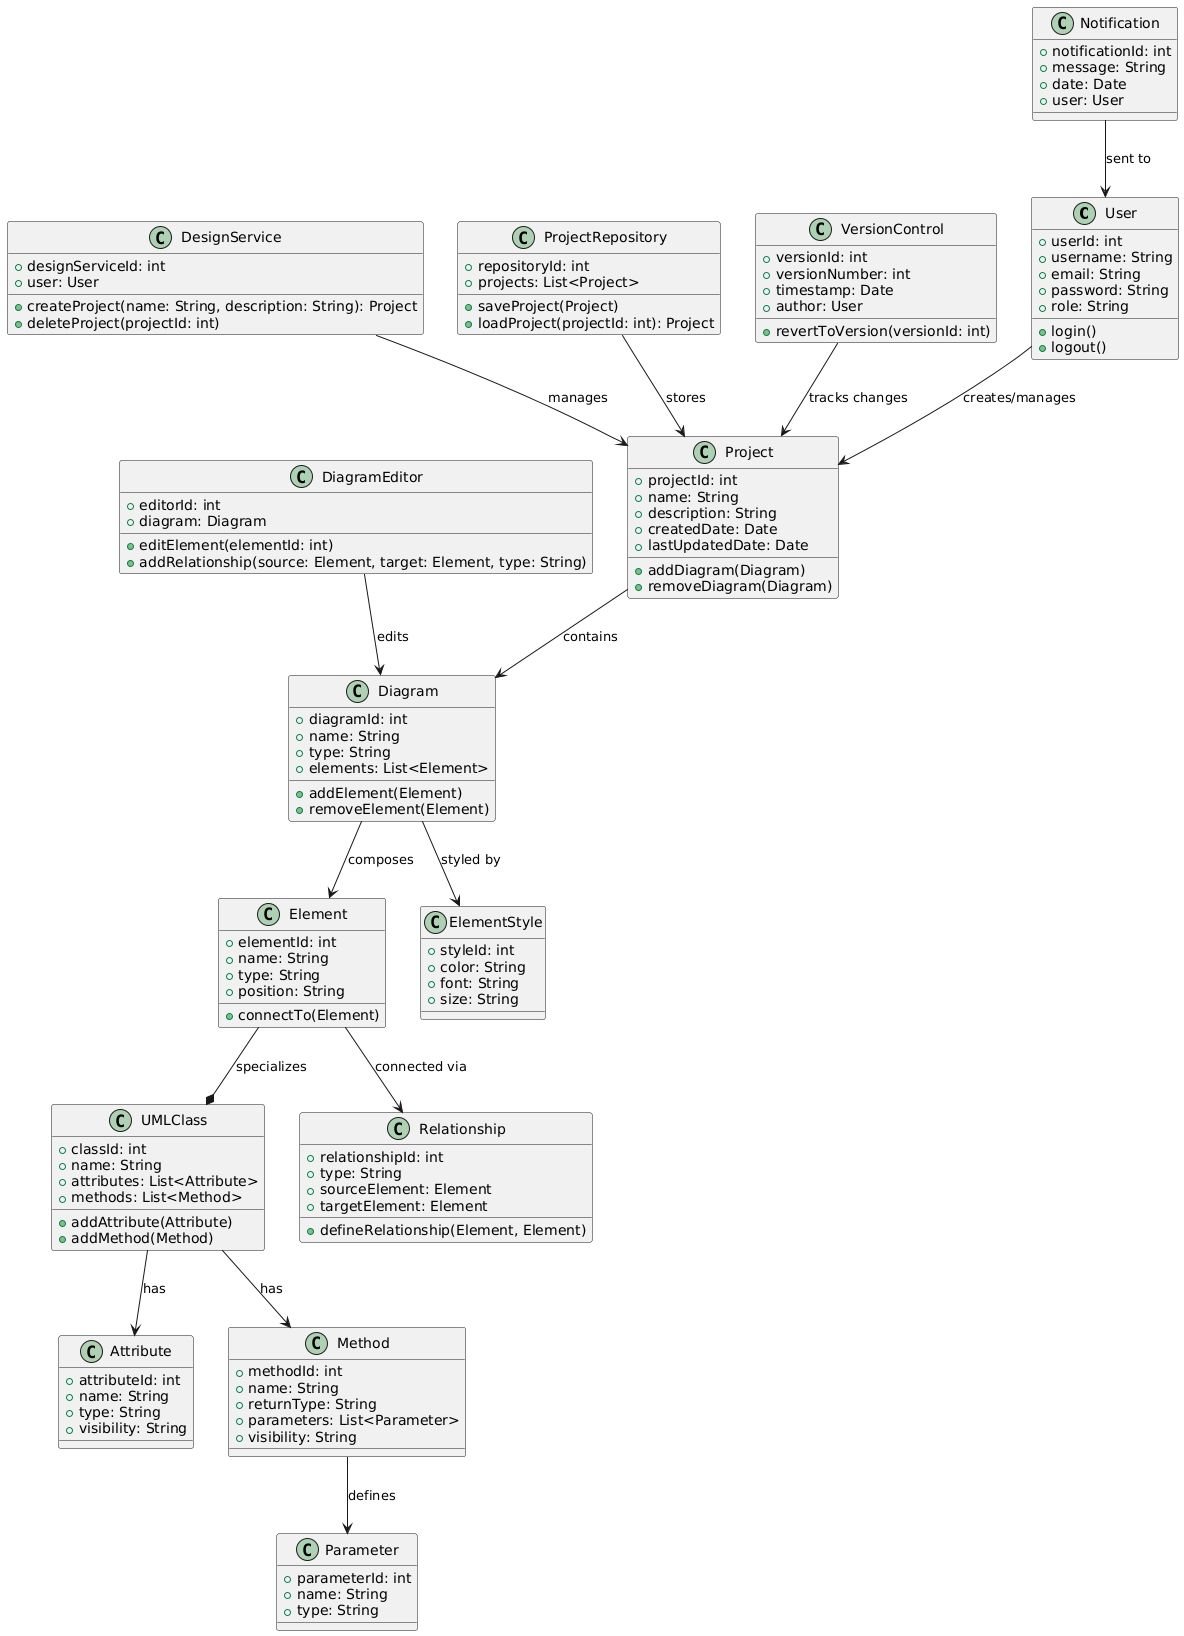 C Notification
notificationId: int
message: String
date: Date
user: User
sent to
C DesignService
designServiceId: int
user: User
createProject(name: String, description: String): Project
deleteProject(projectId: int)
C ProjectRepository
repositoryId: int
projects: List<Project>
saveProject(Project)
loadProject(projectId: int): Project
C VersionControl
versionId: int
versionNumber: int
timestamp: Date
author: User
revertToVersion(versionId: int)
C User
userId: int
username: String
email: String
password: String
role: String
login()
logout()
manages
stores
tracks changes
creates/manages
C DiagramEditor
editorId: int
diagram: Diagram
editElement(elementId: int)
addRelationship(source: Element, target: Element, type: String)
C Project
projectId: int
name: String
description: String
createdDate: Date
lastUpdatedDate: Date
addDiagram(Diagram)
removeDiagram(Diagram)
edits
contains
C Diagram
diagramId: int
name: String
type: String
elements: List<Element>
addElement(Element)
removeElement(Element)
composes
styled by
C Element
elementId: int
name: String
type: String
position: String
connectTo(Element)
C ElementStyle
styleId: int
color: String
font: String
size: String
specializes
connected via
C UMLClass
classId: int
name: String
attributes: List<Attribute>
methods: List<Method>
addAttribute(Attribute)
addMethod(Method)
C Relationship
relationshipId: int
type: String
sourceElement: Element
targetElement: Element
defineRelationship(Element, Element)
has
has
C Attribute
attributeId: int
name: String
type: String
visibility: String
C Method
methodId: int
name: String
returnType: String
parameters: List<Parameter>
visibility: String
defines
C Parameter
parameterId: int
name: String
type: String